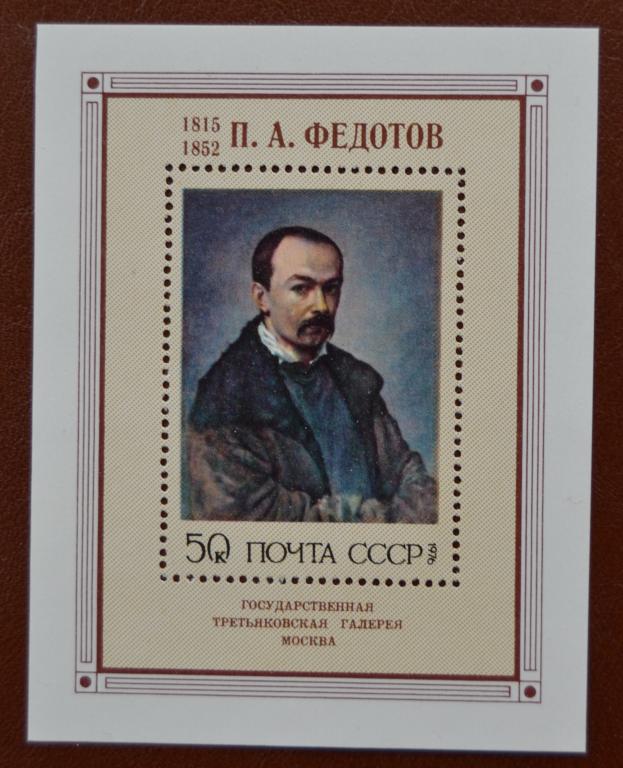 1815
1852
П. А. ФЕДОТОВ
50к ПОЧТА СССР 1976
ГОСУДАРСТВЕННАЯ
ТРЕТЬЯКОВСКАЯ ГАЛЕРЕЯ
МОСКВА